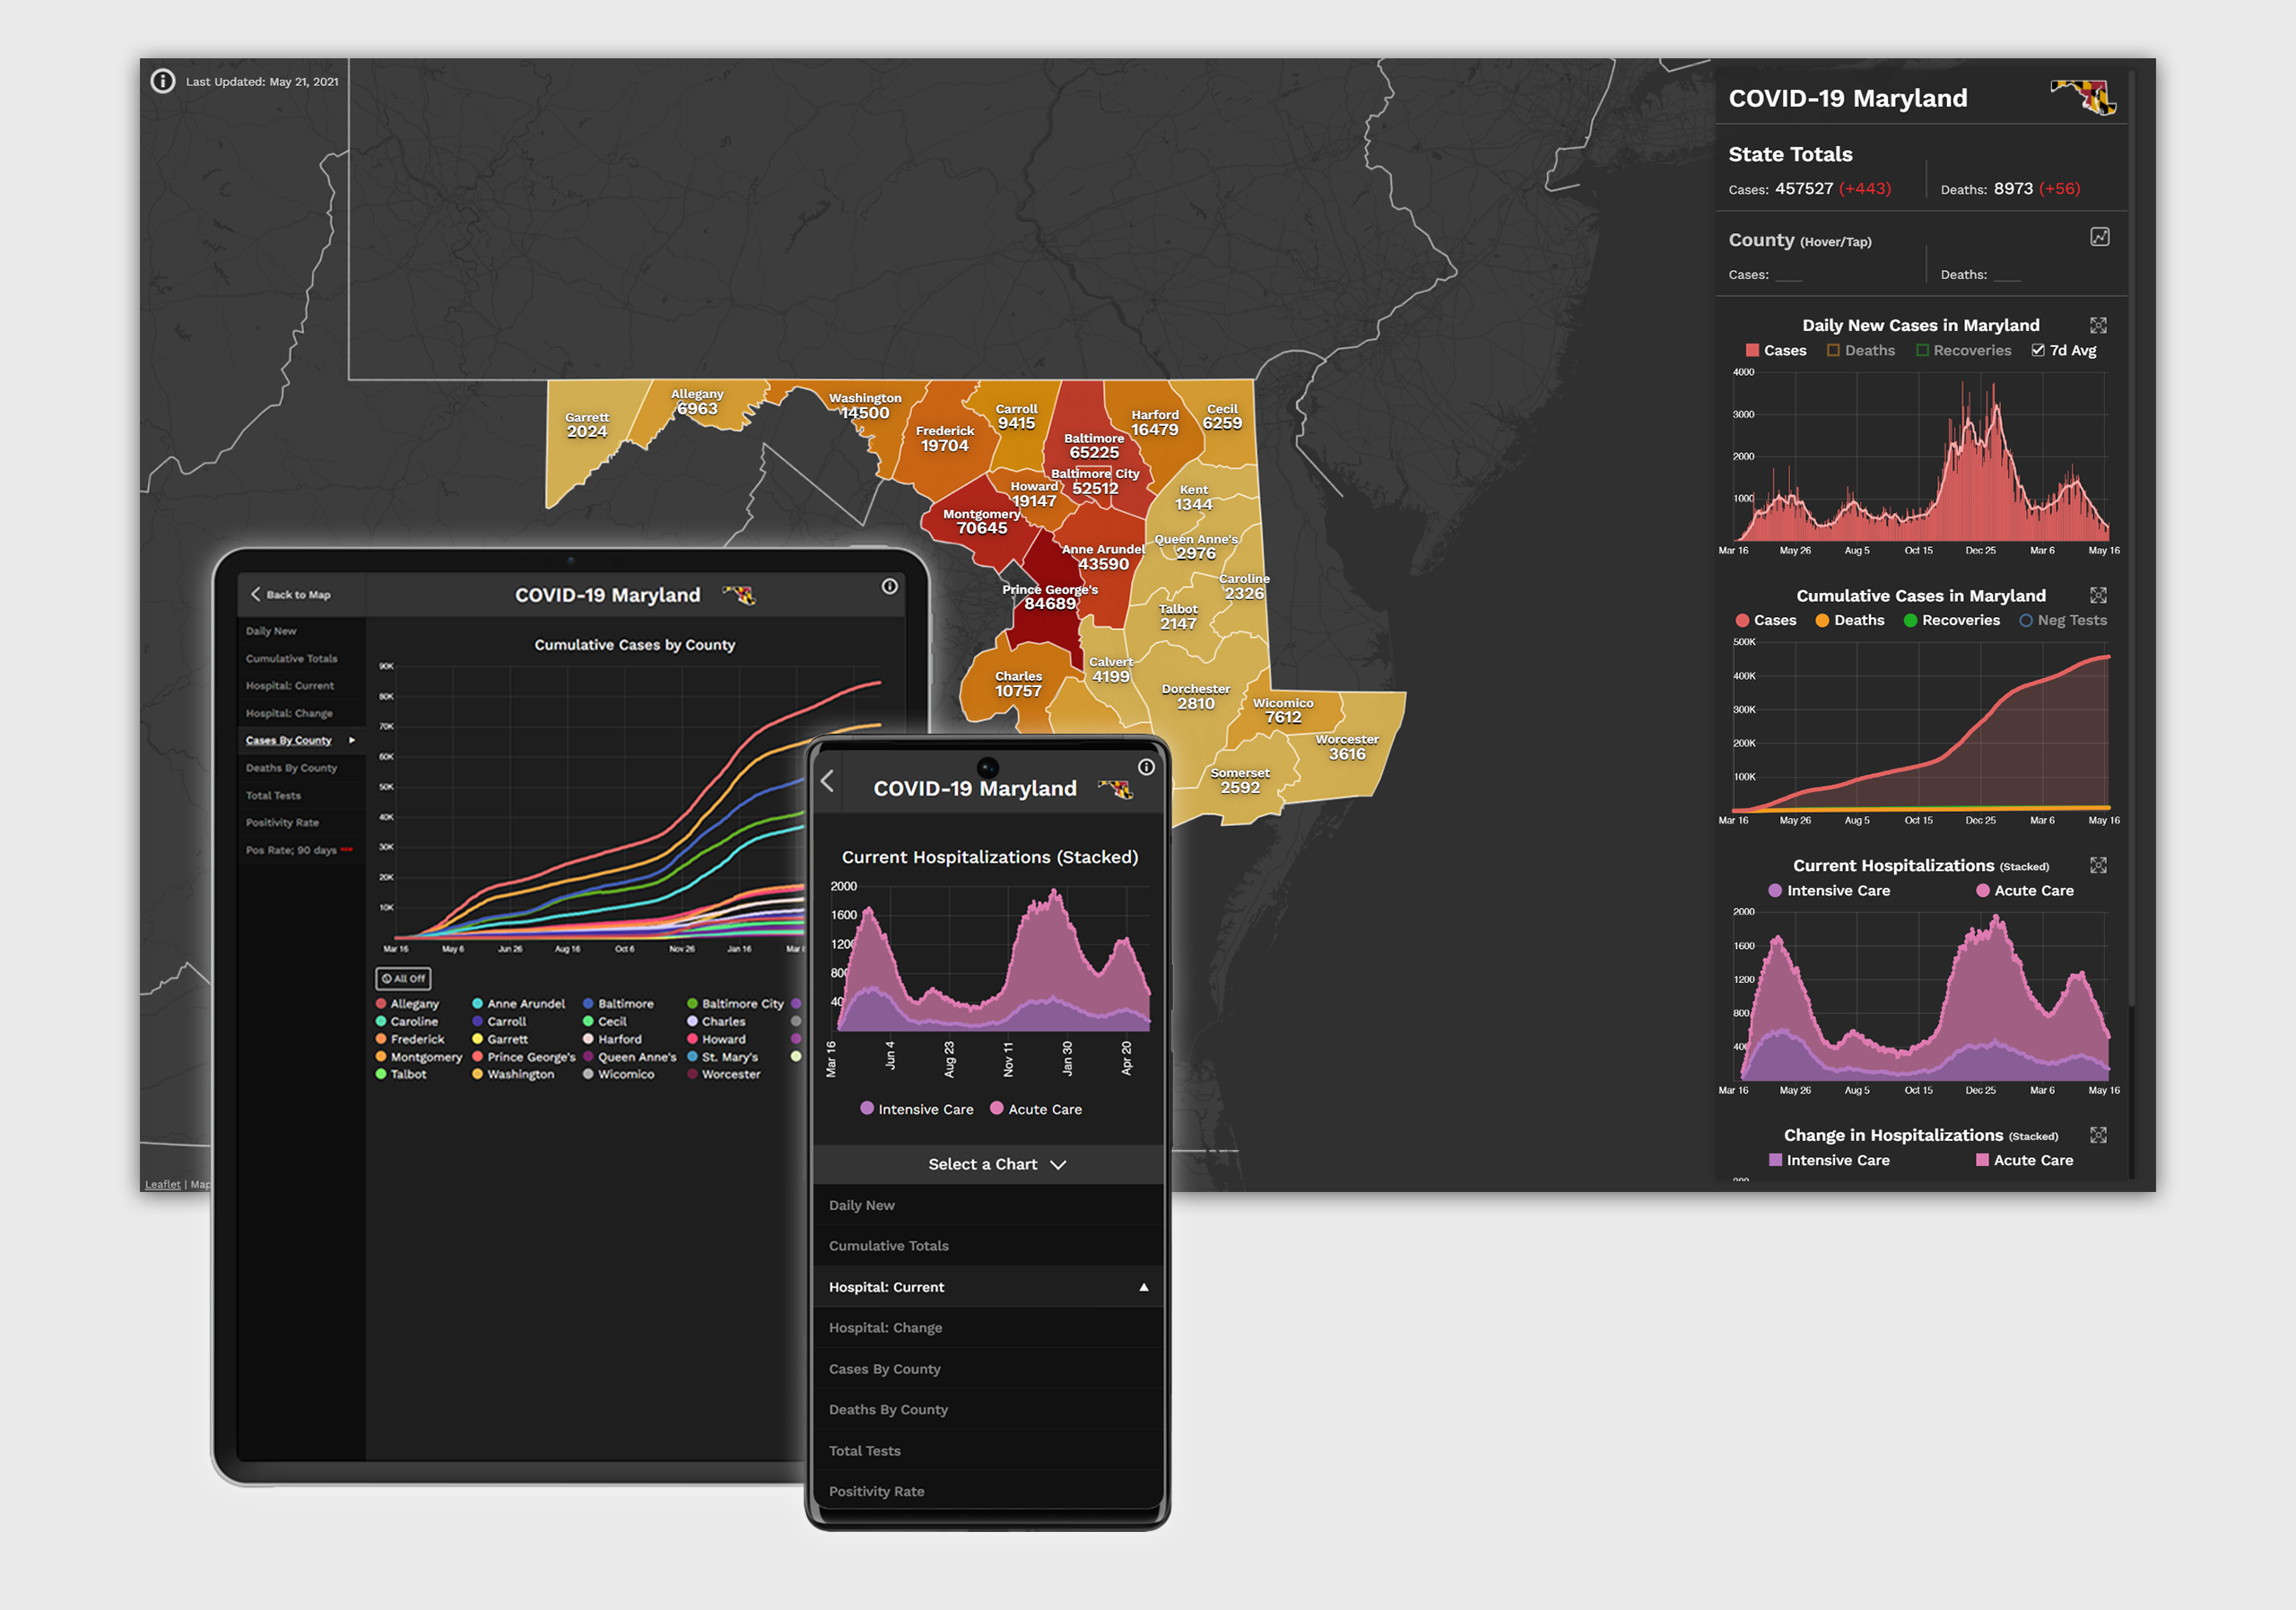 Last Updated: May 21, 2021
Garrett
2024
Allegany
6963
Washington
14500
Frederick
19704
Carroll
9415
Baltimore
65225
Baltimore City
52512
Harford
16479
Cecil
6259
Howard
19147
Montgomery
70645
Kent
1344
Anne Arundel
43590
Queen Anne's
2976
Prince George's
84689
Caroline
2326
Talbot
2147
Calvert
4199
Charles
10757
Dorchester
2810
Wicomico
7612
Worcester
3616
Somerset
2592
Leaflet | Map
COVID-19 Maryland
State Totals
Cases: 457527 (+443)
Deaths: 8973 (+56)
County (Hover/Tap)
Cases: ___
Deaths: ___
Daily New Cases in Maryland
Cases Deaths Recoveries 7d Avg
4000
3000
2000
1000
Mar 16 May 26 Aug 5 Oct 15 Dec 25 Mar 6 May 16
Cumulative Cases in Maryland
Cases Deaths Recoveries Neg Tests
500K
400K
300K
200K
100K
Mar 16 May 26 Aug 5 Oct 15 Dec 25 Mar 6 May 16
Current Hospitalizations (Stacked)
Intensive Care Acute Care
2000
1600
1200
800
400
Mar 16 May 26 Aug 5 Oct 15 Dec 25 Mar 6 May 16
Change in Hospitalizations (Stacked)
Intensive Care Acute Care
Back to Map
COVID-19 Maryland
Daily New
Cumulative Totals
Hospital: Current
Hospital: Change
Cases By County
Deaths By County
Total Tests
Positivity Rate
Pos Rate; 90 days NEW
Cumulative Cases by County
90K
80K
70K
60K
50K
40K
30K
20K
10K
Mar 16 May 6 Jun 26 Aug 16 Oct 6 Nov 26 Jan 16 Mar
All Off
Allegany Anne Arundel Baltimore Baltimore City
Caroline Carroll Cecil Charles
Frederick Garrett Harford Howard
Montgomery Prince George's Queen Anne's St. Mary's
Talbot Washington Wicomico Worcester
COVID-19 Maryland
Current Hospitalizations (Stacked)
2000
1600
1200
800
40
Mar 16 Jun 4 Aug 23 Nov 11 Jan 30 Apr 20
Intensive Care Acute Care
Select a Chart
Daily New
Cumulative Totals
Hospital: Current
Hospital: Change
Cases By County
Deaths By County
Total Tests
Positivity Rate